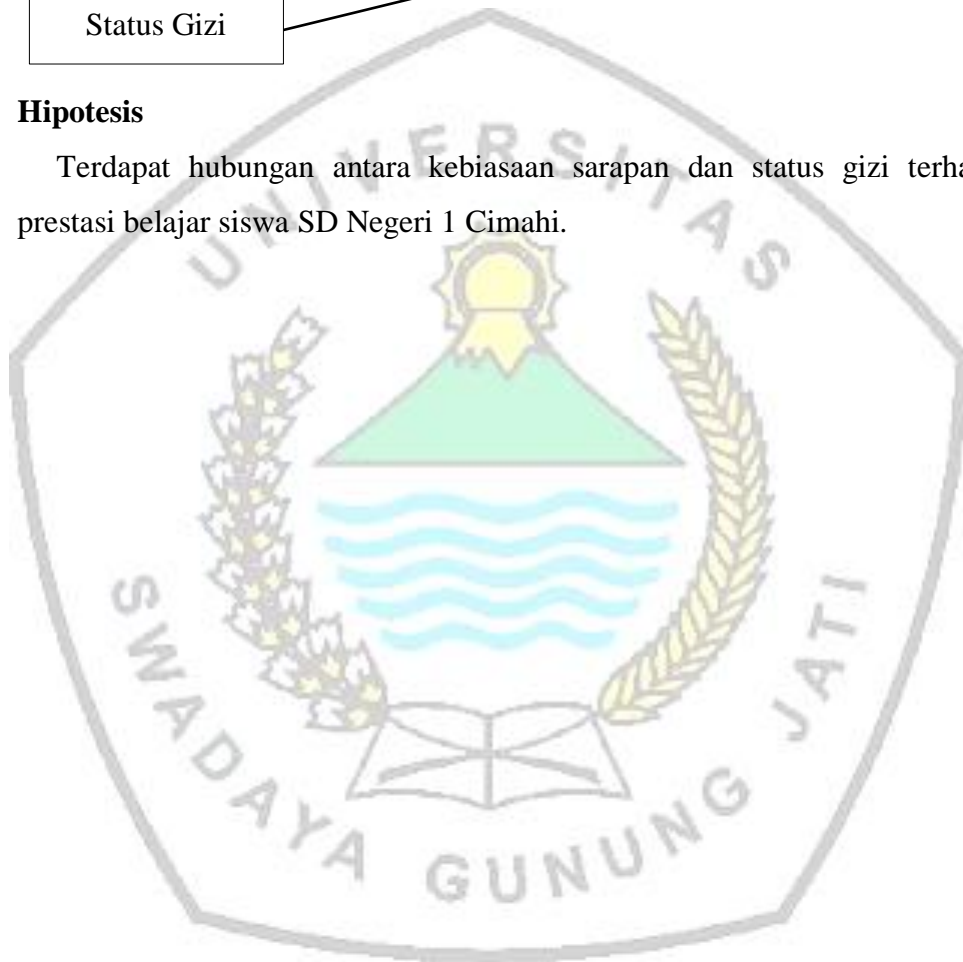 Status Gizi
Hipotesis
Terdapat hubungan antara kebiasaan sarapan dan status gizi terha
prestasi belajar siswa SD Negeri 1 Cimahi.
UNIVERSITAS
SWADAYA GUNUNG JATI